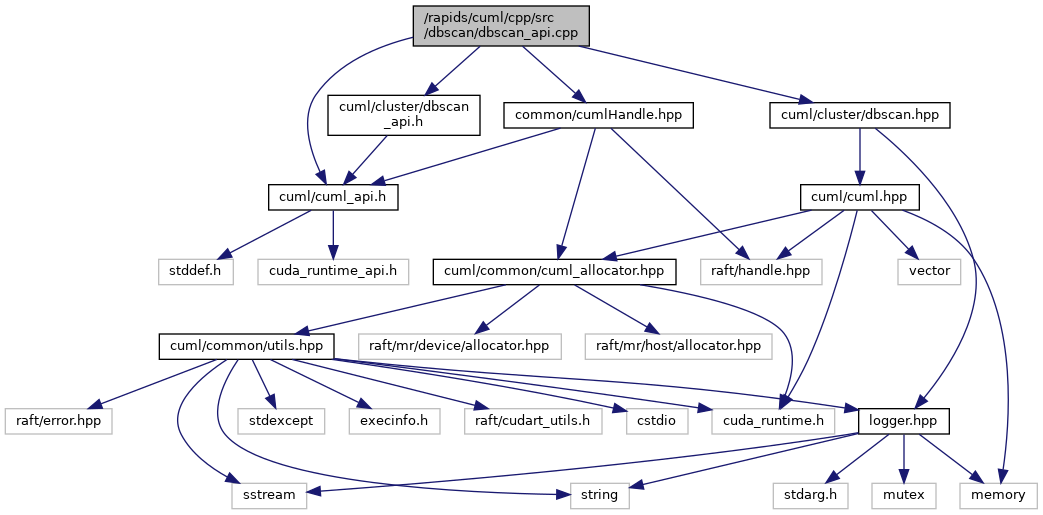 /rapids/cuml/cpp/src
/dbscan/dbscan_api.cpp
cuml/cluster/dbscan
_api.h
common/cumlHandle.hpp
cuml/cluster/dbscan.hpp
cuml/cuml_api.h
cuml/cuml.hpp
stddef.h
cuda_runtime_api.h
cuml/common/cuml_allocator.hpp
raft/handle.hpp
vector
cuml/common/utils.hpp
raft/mr/device/allocator.hpp
raft/mr/host/allocator.hpp
raft/error.hpp
stdexcept
execinfo.h
raft/cudart_utils.h
cstdio
cuda_runtime.h
logger.hpp
sstream
string
stdarg.h
mutex
memory